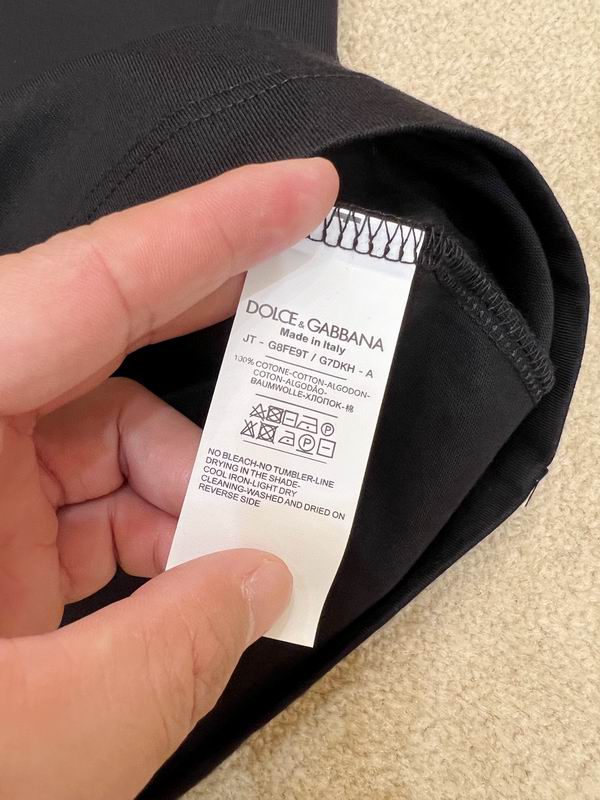 DOLCE & GABBANA
Made in Italy
JT - G8FE9T / G7DKH - A
100% COTONE-COTTON-ALGODON-
COTON-ALGODÃO-
BAUMWOLLE-ХЛОПОК-棉
NO BLEACH-NO TUMBLER-LINE
DRYING IN THE SHADE-
COOL IRON-LIGHT DRY
CLEANING-WASHED AND DRIED ON
REVERSE SIDE